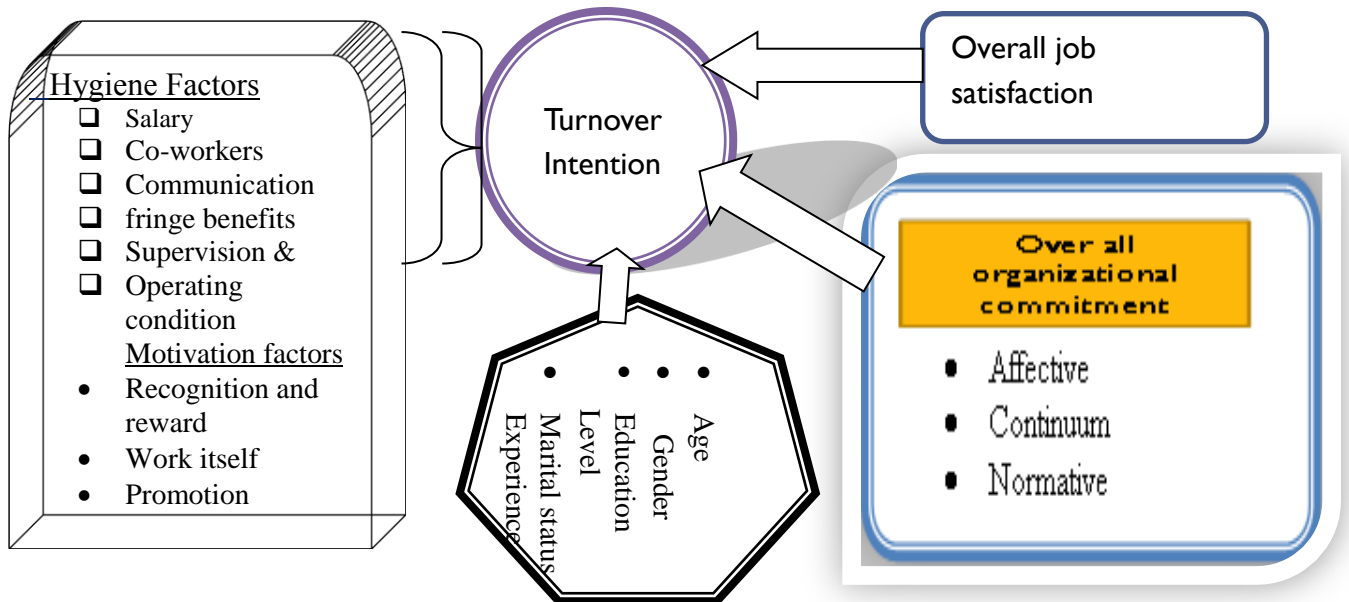 Hygiene Factors
❑ Salary
❑ Co-workers
❑ Communication
❑ fringe benefits
❑ Supervision &
❑ Operating
condition
Motivation factors
• Recognition and
reward
• Work itself
• Promotion
Turnover
Intention
Overall job
satisfaction
Over all
organizational
commitment
• Affective
• Continuum
• Normative
• Age
• Gender
• Education
Level
• Marital status
Experience